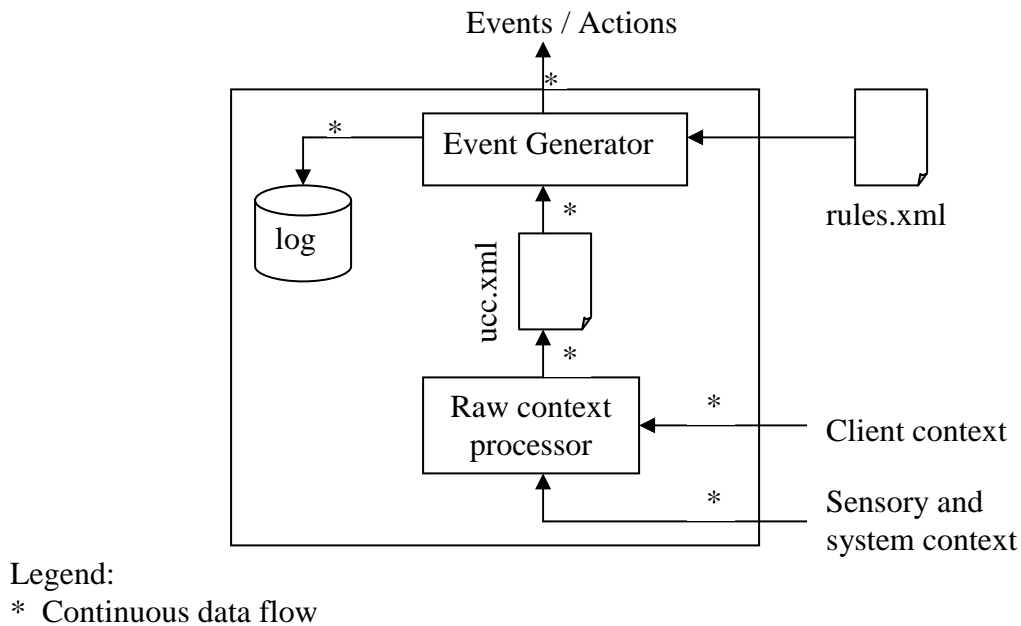 Events / Actions
*
*
Event Generator
rules.xml
log
*
ucc.xml
*
Raw context
processor
*
Client context
*
Sensory and
system context
Legend:
* Continuous data flow